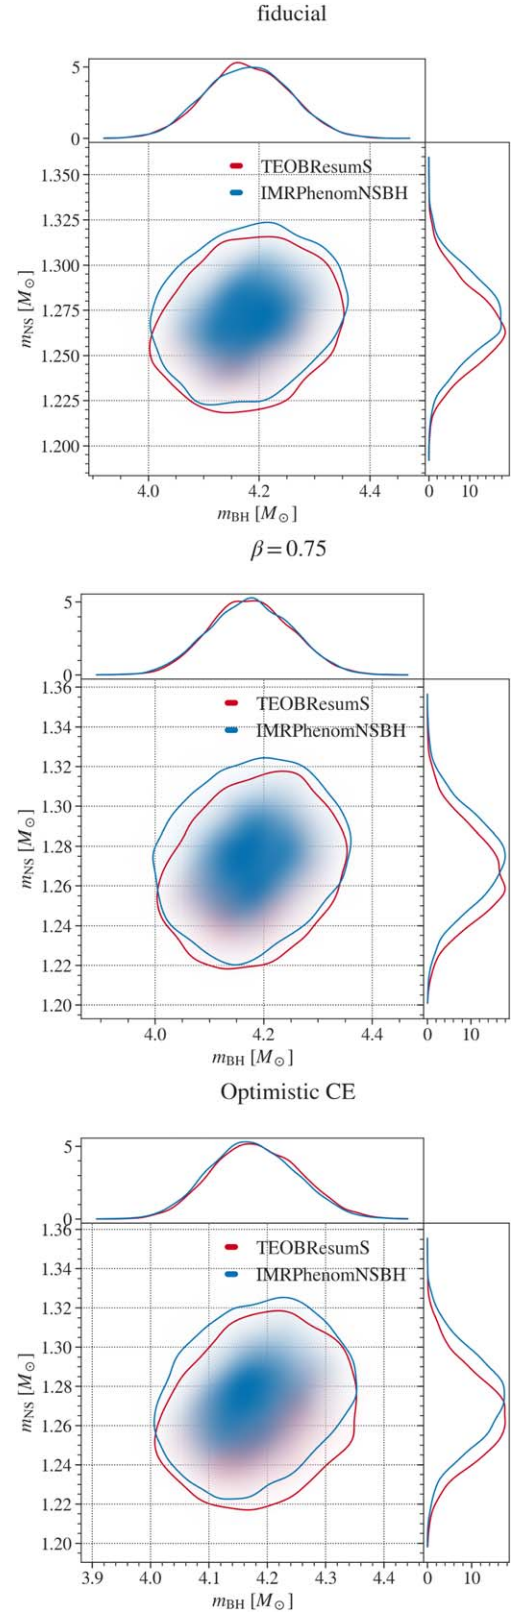 fiducial
5
0
TEOBResumS
IMRPhenomNSBH
1.350
1.325
1.300
1.275
1.250
1.225
1.200
m_NS [M_⊙]
4.0 4.2 4.4 0 10
m_BH [M_⊙]
β = 0.75
5
0
1.36
TEOBResumS
1.34
IMRPhenomNSBH
1.32
1.30
1.28
1.26
1.24
1.22
1.20
m_NS [M_⊙]
4.0 4.2 4.4 0 10
m_BH [M_⊙]
Optimistic CE
5
0
1.36
TEOBResumS
1.34
IMRPhenomNSBH
1.32
1.30
1.28
1.26
1.24
1.22
1.20
m_NS [M_⊙]
3.9 4.0 4.1 4.2 4.3 4.4 0 10
m_BH [M_⊙]